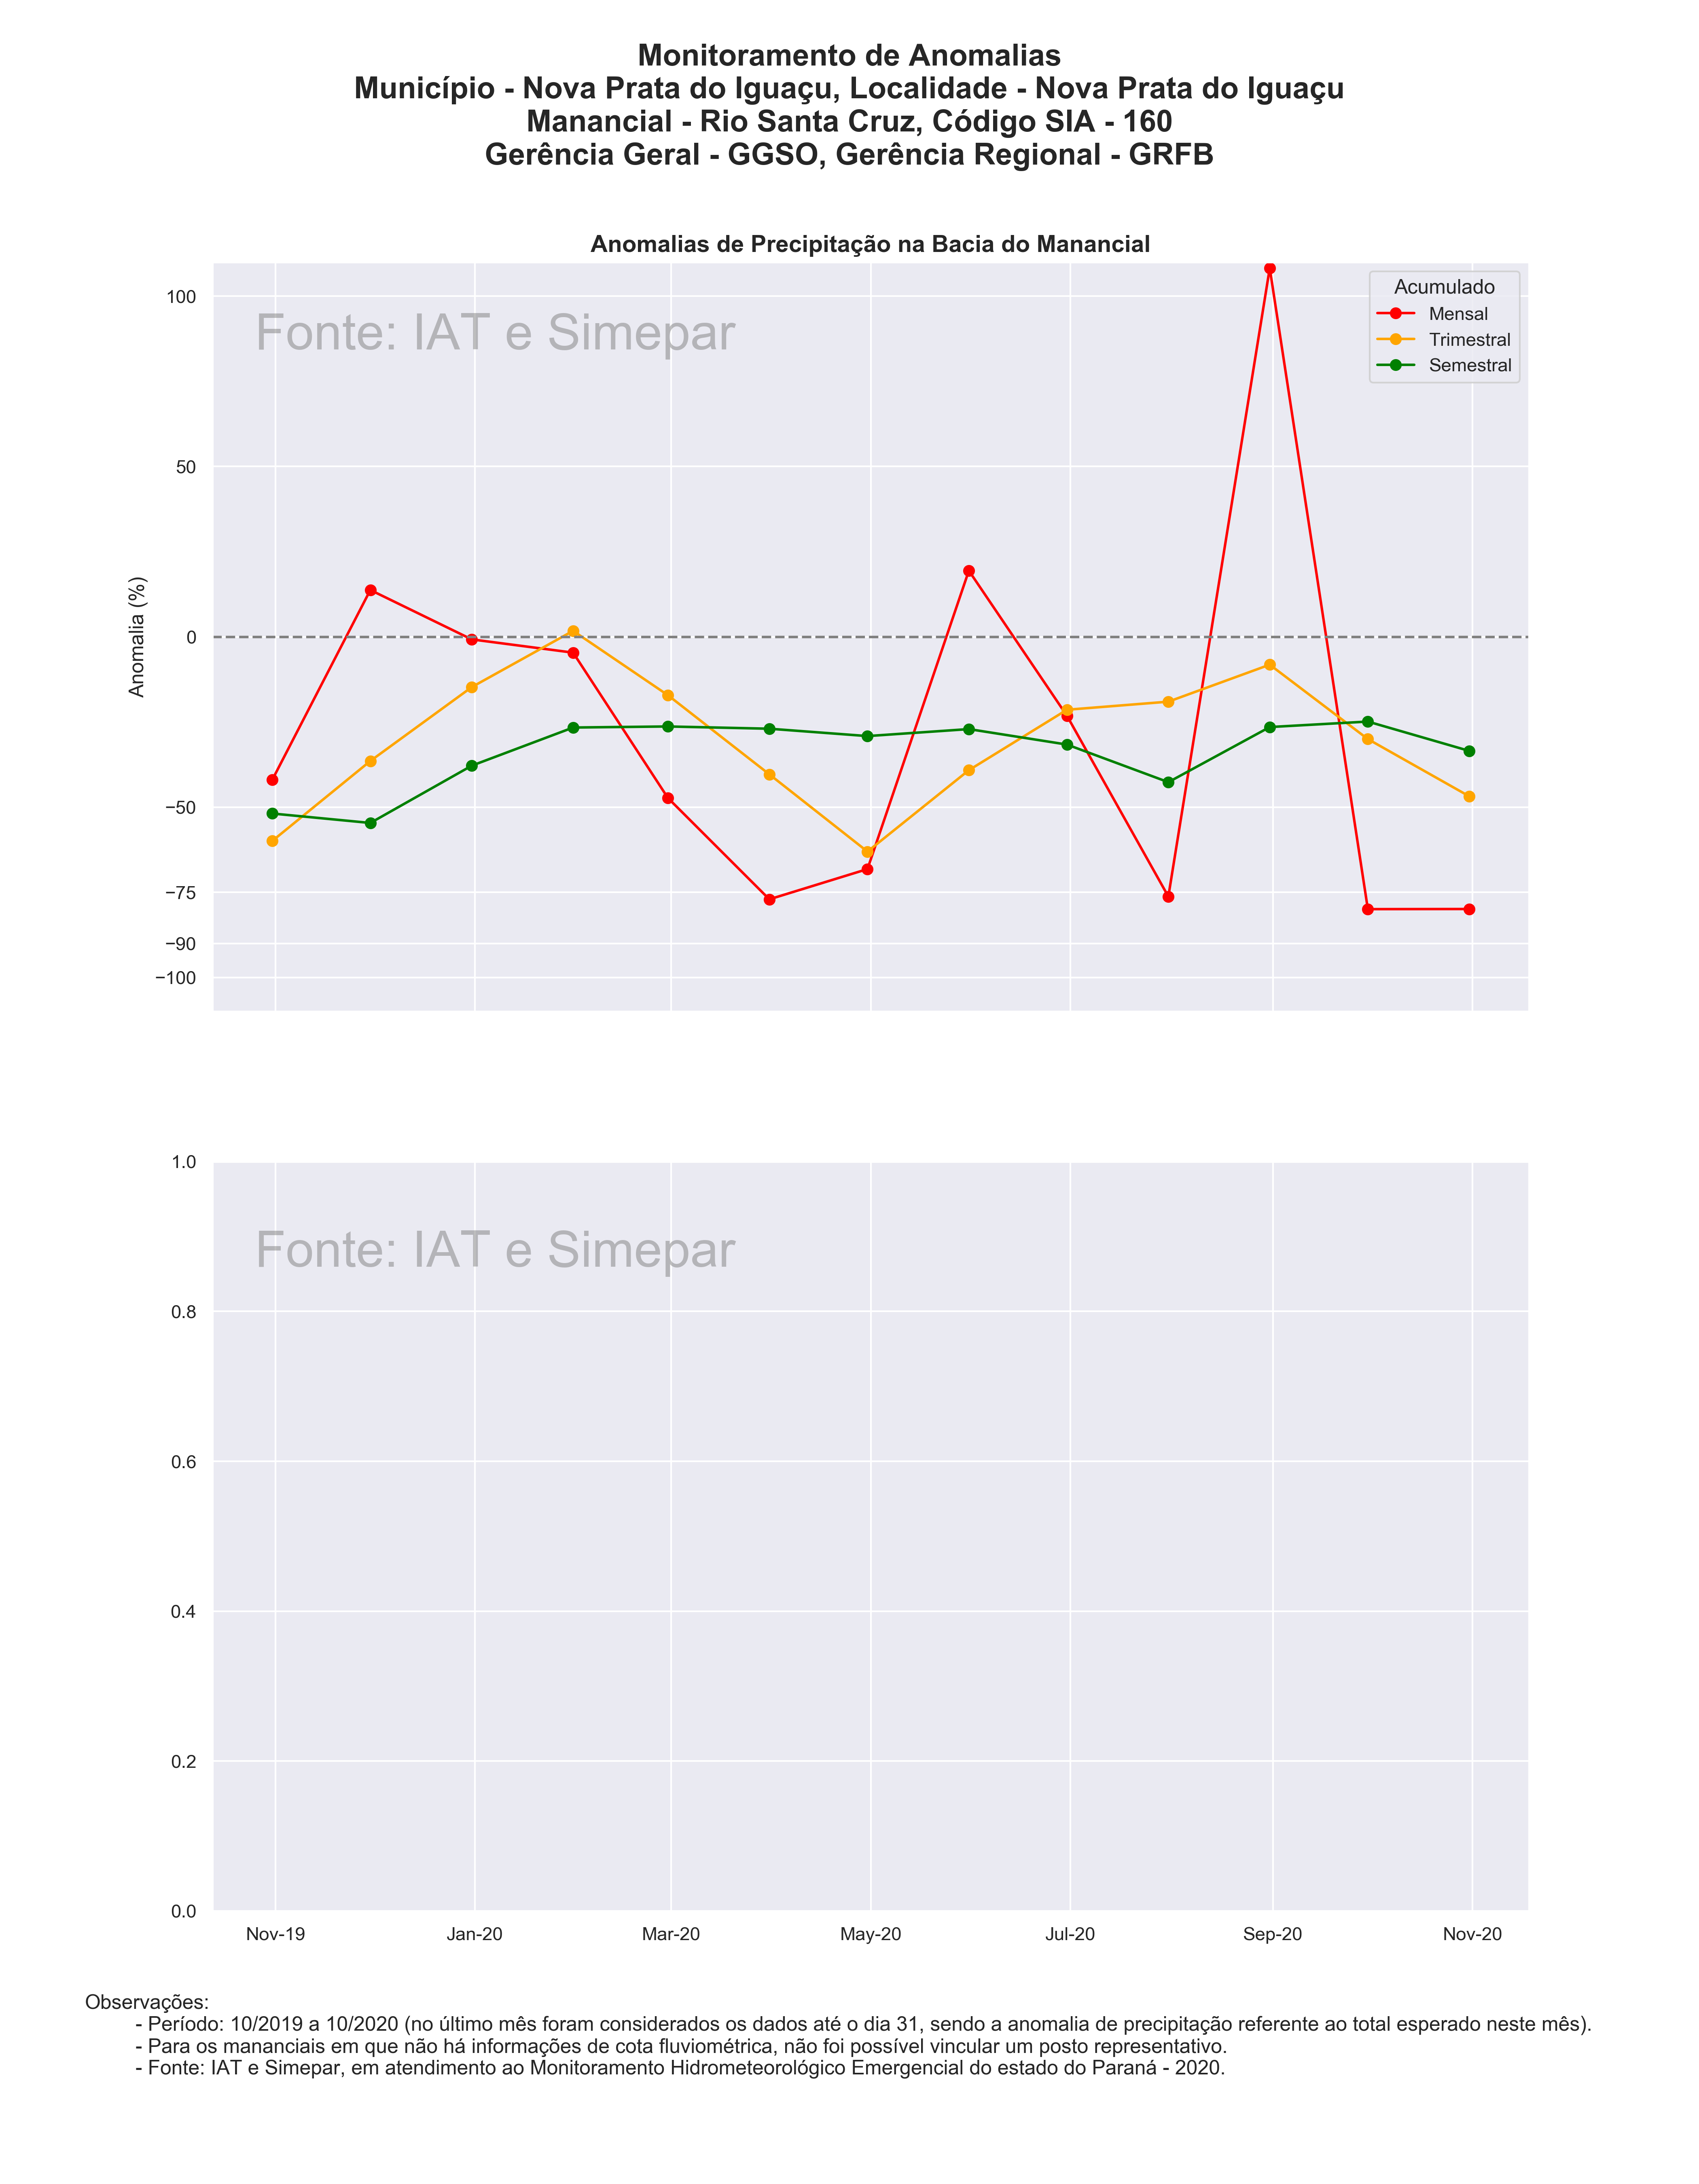 Monitoramento de Anomalias
Município - Nova Prata do Iguaçu, Localidade - Nova Prata do Iguaçu
Manancial - Rio Santa Cruz, Código SIA - 160
Gerência Geral - GGSO, Gerência Regional - GRFB
Anomalias de Precipitação na Bacia do Manancial
Fonte: IAT e Simepar
Acumulado
Mensal
Trimestral
Semestral
Anomalia (%)
100
50
0
−50
−75
−90
−100
Fonte: IAT e Simepar
1.0
0.8
0.6
0.4
0.2
0.0
Nov-19 Jan-20 Mar-20 May-20 Jul-20 Sep-20 Nov-20
Observações:
- Período: 10/2019 a 10/2020 (no último mês foram considerados os dados até o dia 31, sendo a anomalia de precipitação referente ao total esperado neste mês).
- Para os mananciais em que não há informações de cota fluviométrica, não foi possível vincular um posto representativo.
- Fonte: IAT e Simepar, em atendimento ao Monitoramento Hidrometeorológico Emergencial do estado do Paraná - 2020.